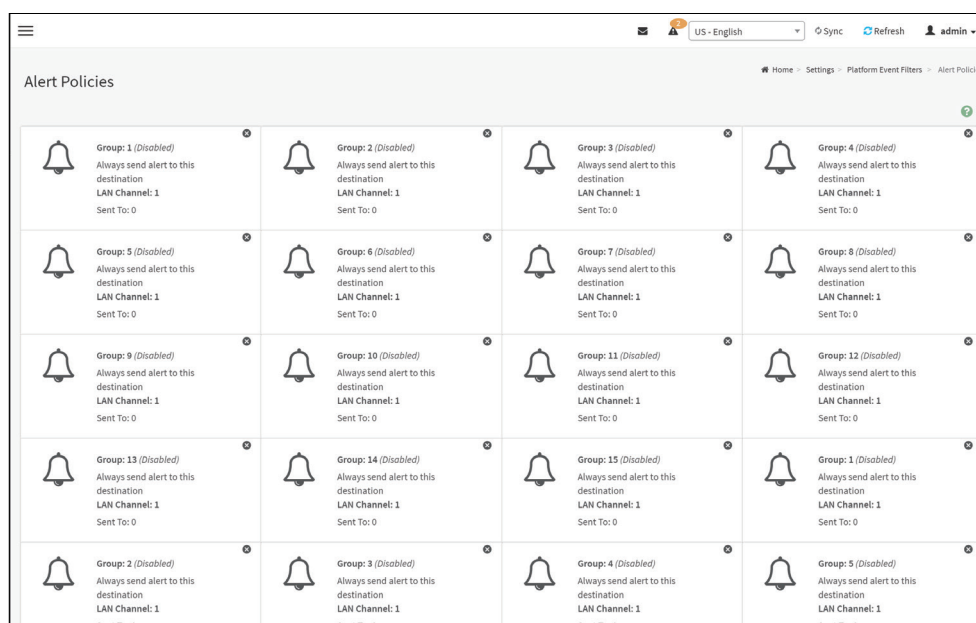 2
US - English
Sync
Refresh
admin
Alert Policies
Home > Settings > Platform Event Filters > Alert
Group: 1 (Disabled)
Always send alert to this
destination
LAN Channel: 1
Sent To: 0
Group: 2 (Disabled)
Always send alert to this
destination
LAN Channel: 1
Sent To: 0
Group: 3 (Disabled)
Always send alert to this
destination
LAN Channel: 1
Sent To: 0
Group: 4 (Disabled)
Always send alert to this
destination
LAN Channel: 1
Sent To: 0
Group: 5 (Disabled)
Always send alert to this
destination
LAN Channel: 1
Sent To: 0
Group: 6 (Disabled)
Always send alert to this
destination
LAN Channel: 1
Sent To: 0
Group: 7 (Disabled)
Always send alert to this
destination
LAN Channel: 1
Sent To: 0
Group: 8 (Disabled)
Always send alert to this
destination
LAN Channel: 1
Sent To: 0
Group: 9 (Disabled)
Always send alert to this
destination
LAN Channel: 1
Sent To: 0
Group: 10 (Disabled)
Always send alert to this
destination
LAN Channel: 1
Sent To: 0
Group: 11 (Disabled)
Always send alert to this
destination
LAN Channel: 1
Sent To: 0
Group: 12 (Disabled)
Always send alert to this
destination
LAN Channel: 1
Sent To: 0
Group: 13 (Disabled)
Always send alert to this
destination
LAN Channel: 1
Sent To: 0
Group: 14 (Disabled)
Always send alert to this
destination
LAN Channel: 1
Sent To: 0
Group: 15 (Disabled)
Always send alert to this
destination
LAN Channel: 1
Sent To: 0
Group: 1 (Disabled)
Always send alert to this
destination
LAN Channel: 1
Sent To: 0
Group: 2 (Disabled)
Always send alert to this
destination
LAN Channel: 1
Group: 3 (Disabled)
Always send alert to this
destination
LAN Channel: 1
Group: 4 (Disabled)
Always send alert to this
destination
LAN Channel: 1
Group: 5 (Disabled)
Always send alert to this
destination
LAN Channel: 1